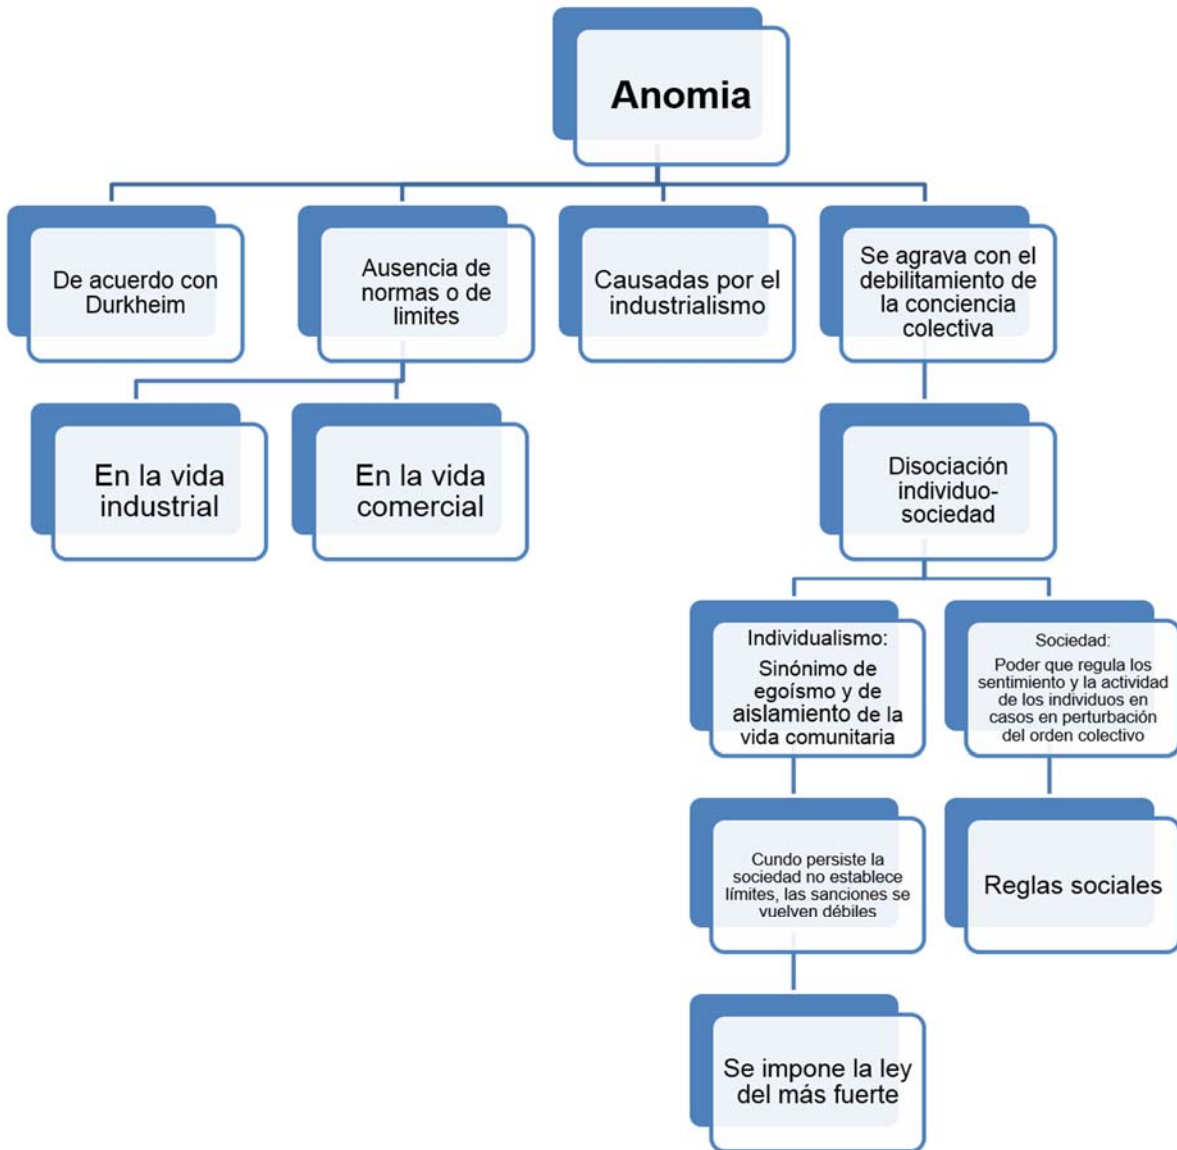 Anomia
De acuerdo con
Durkheim
Ausencia de
normas o de
limites
Causadas por el
industrialismo
Se agrava con el
debilitamiento de
la conciencia
colectiva
En la vida
industrial
En la vida
comercial
Disociación
individuo-
sociedad
Individualismo:
Sinónimo de
egoísmo y de
aislamiento de la
vida comunitaria
Sociedad:
Poder que regula los
sentimiento y la actividad
de los individuos en
casos en perturbación
del orden colectivo
Cundo persiste la
sociedad no establece
límites, las sanciones se
vuelven débiles
Reglas sociales
Se impone la ley
del más fuerte